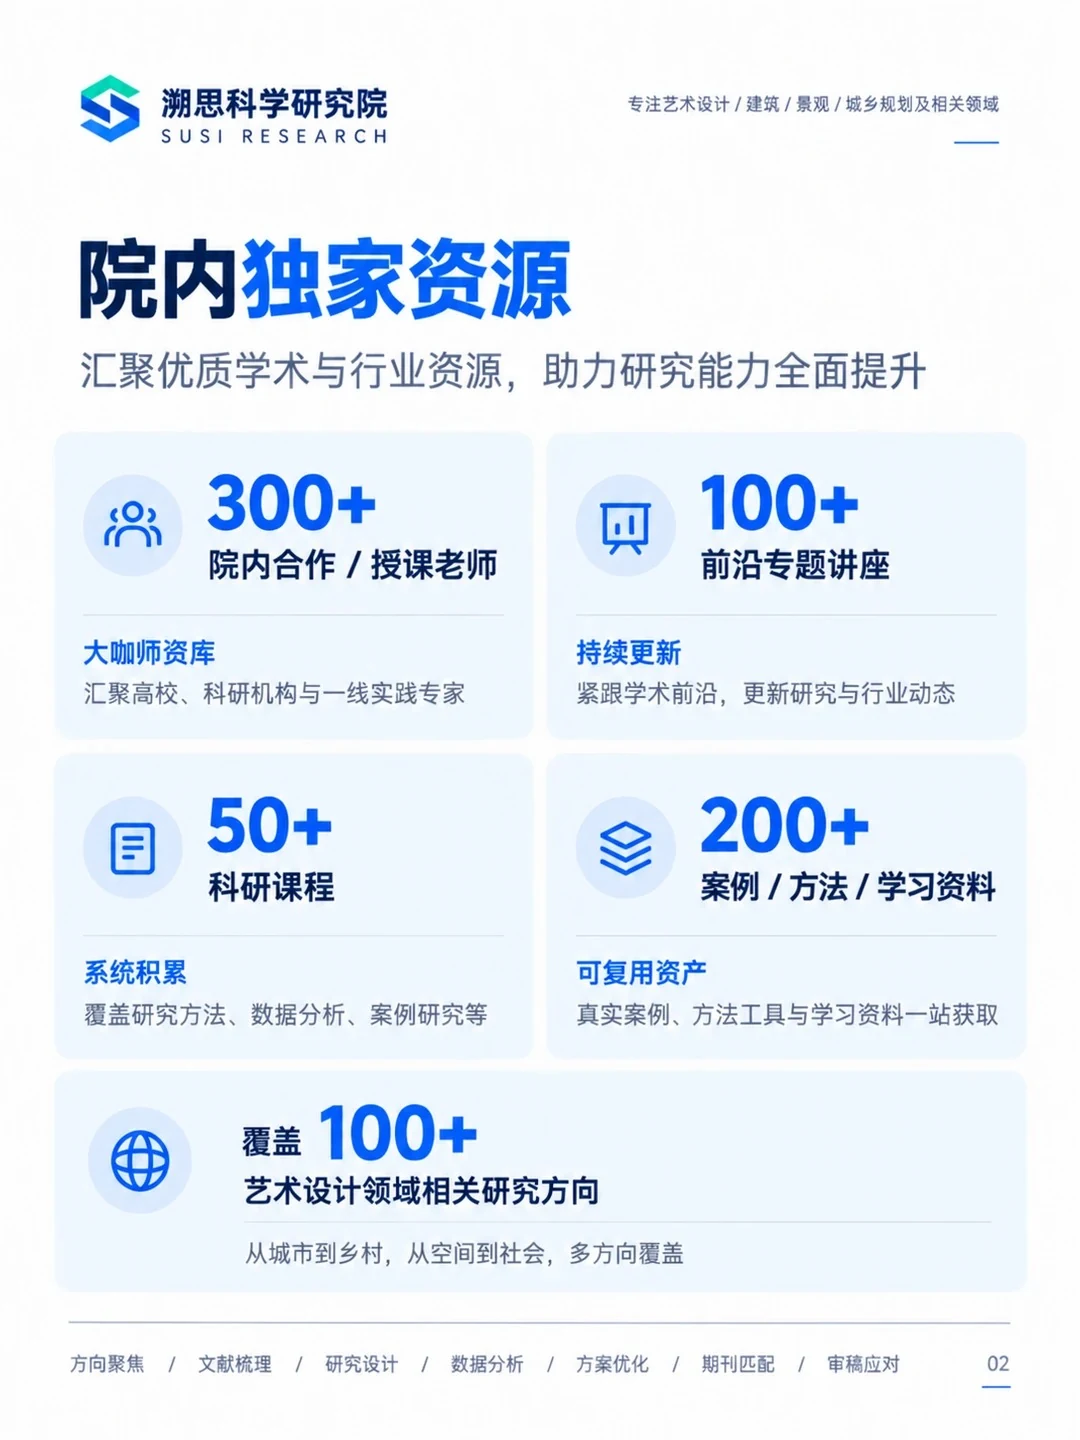 溯思科学研究院
SUSI RESEARCH
专注艺术设计 / 建筑 / 景观 / 城乡规划及相关领域
院内独家资源
汇聚优质学术与行业资源，助力研究能力全面提升
300+
院内合作 / 授课老师
大咖师资库
汇聚高校、科研机构与一线实践专家
100+
前沿专题讲座
持续更新
紧跟学术前沿，更新研究与行业动态
50+
科研课程
系统积累
覆盖研究方法、数据分析、案例研究等
200+
案例 / 方法 / 学习资料
可复用资产
真实案例、方法工具与学习资料一站获取
覆盖 100+
艺术设计领域相关研究方向
从城市到乡村，从空间到社会，多方向覆盖
方向聚焦 / 文献梳理 / 研究设计 / 数据分析 / 方案优化 / 期刊匹配 / 审稿应对
02